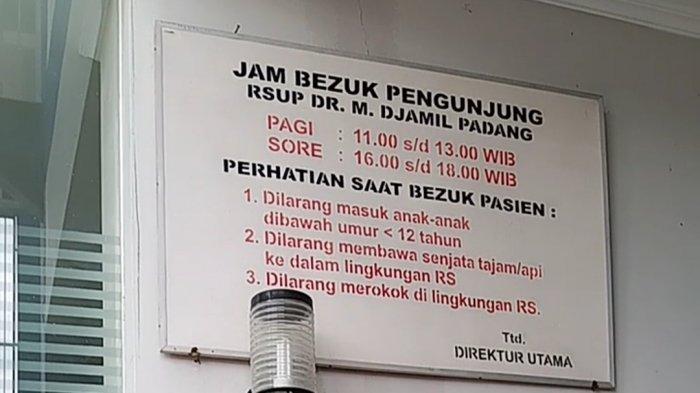 JAM BEZUK PENGUNJUNG
RSUP DR. M. DJAMIL PADANG
PAGI : 11.00 s/d 13.00 WIB
SORE : 16.00 s/d 18.00 WIB
PERHATIAN SAAT BEZUK PASIEN :
1. Dilarang masuk anak-anak
dibawah umur < 12 tahun
2. Dilarang membawa senjata tajam/api
ke dalam lingkungan RS
3. Dilarang merokok di lingkungan RS.
Ttd.
DIREKTUR UTAMA